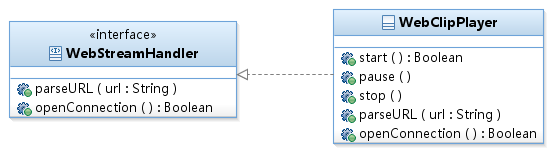 «interface»
WebStreamHandler
parseURL ( url : String )
openConnection ( ) : Boolean
WebClipPlayer
start ( ) : Boolean
pause ( )
stop ( )
parseURL ( url : String )
openConnection ( ) : Boolean